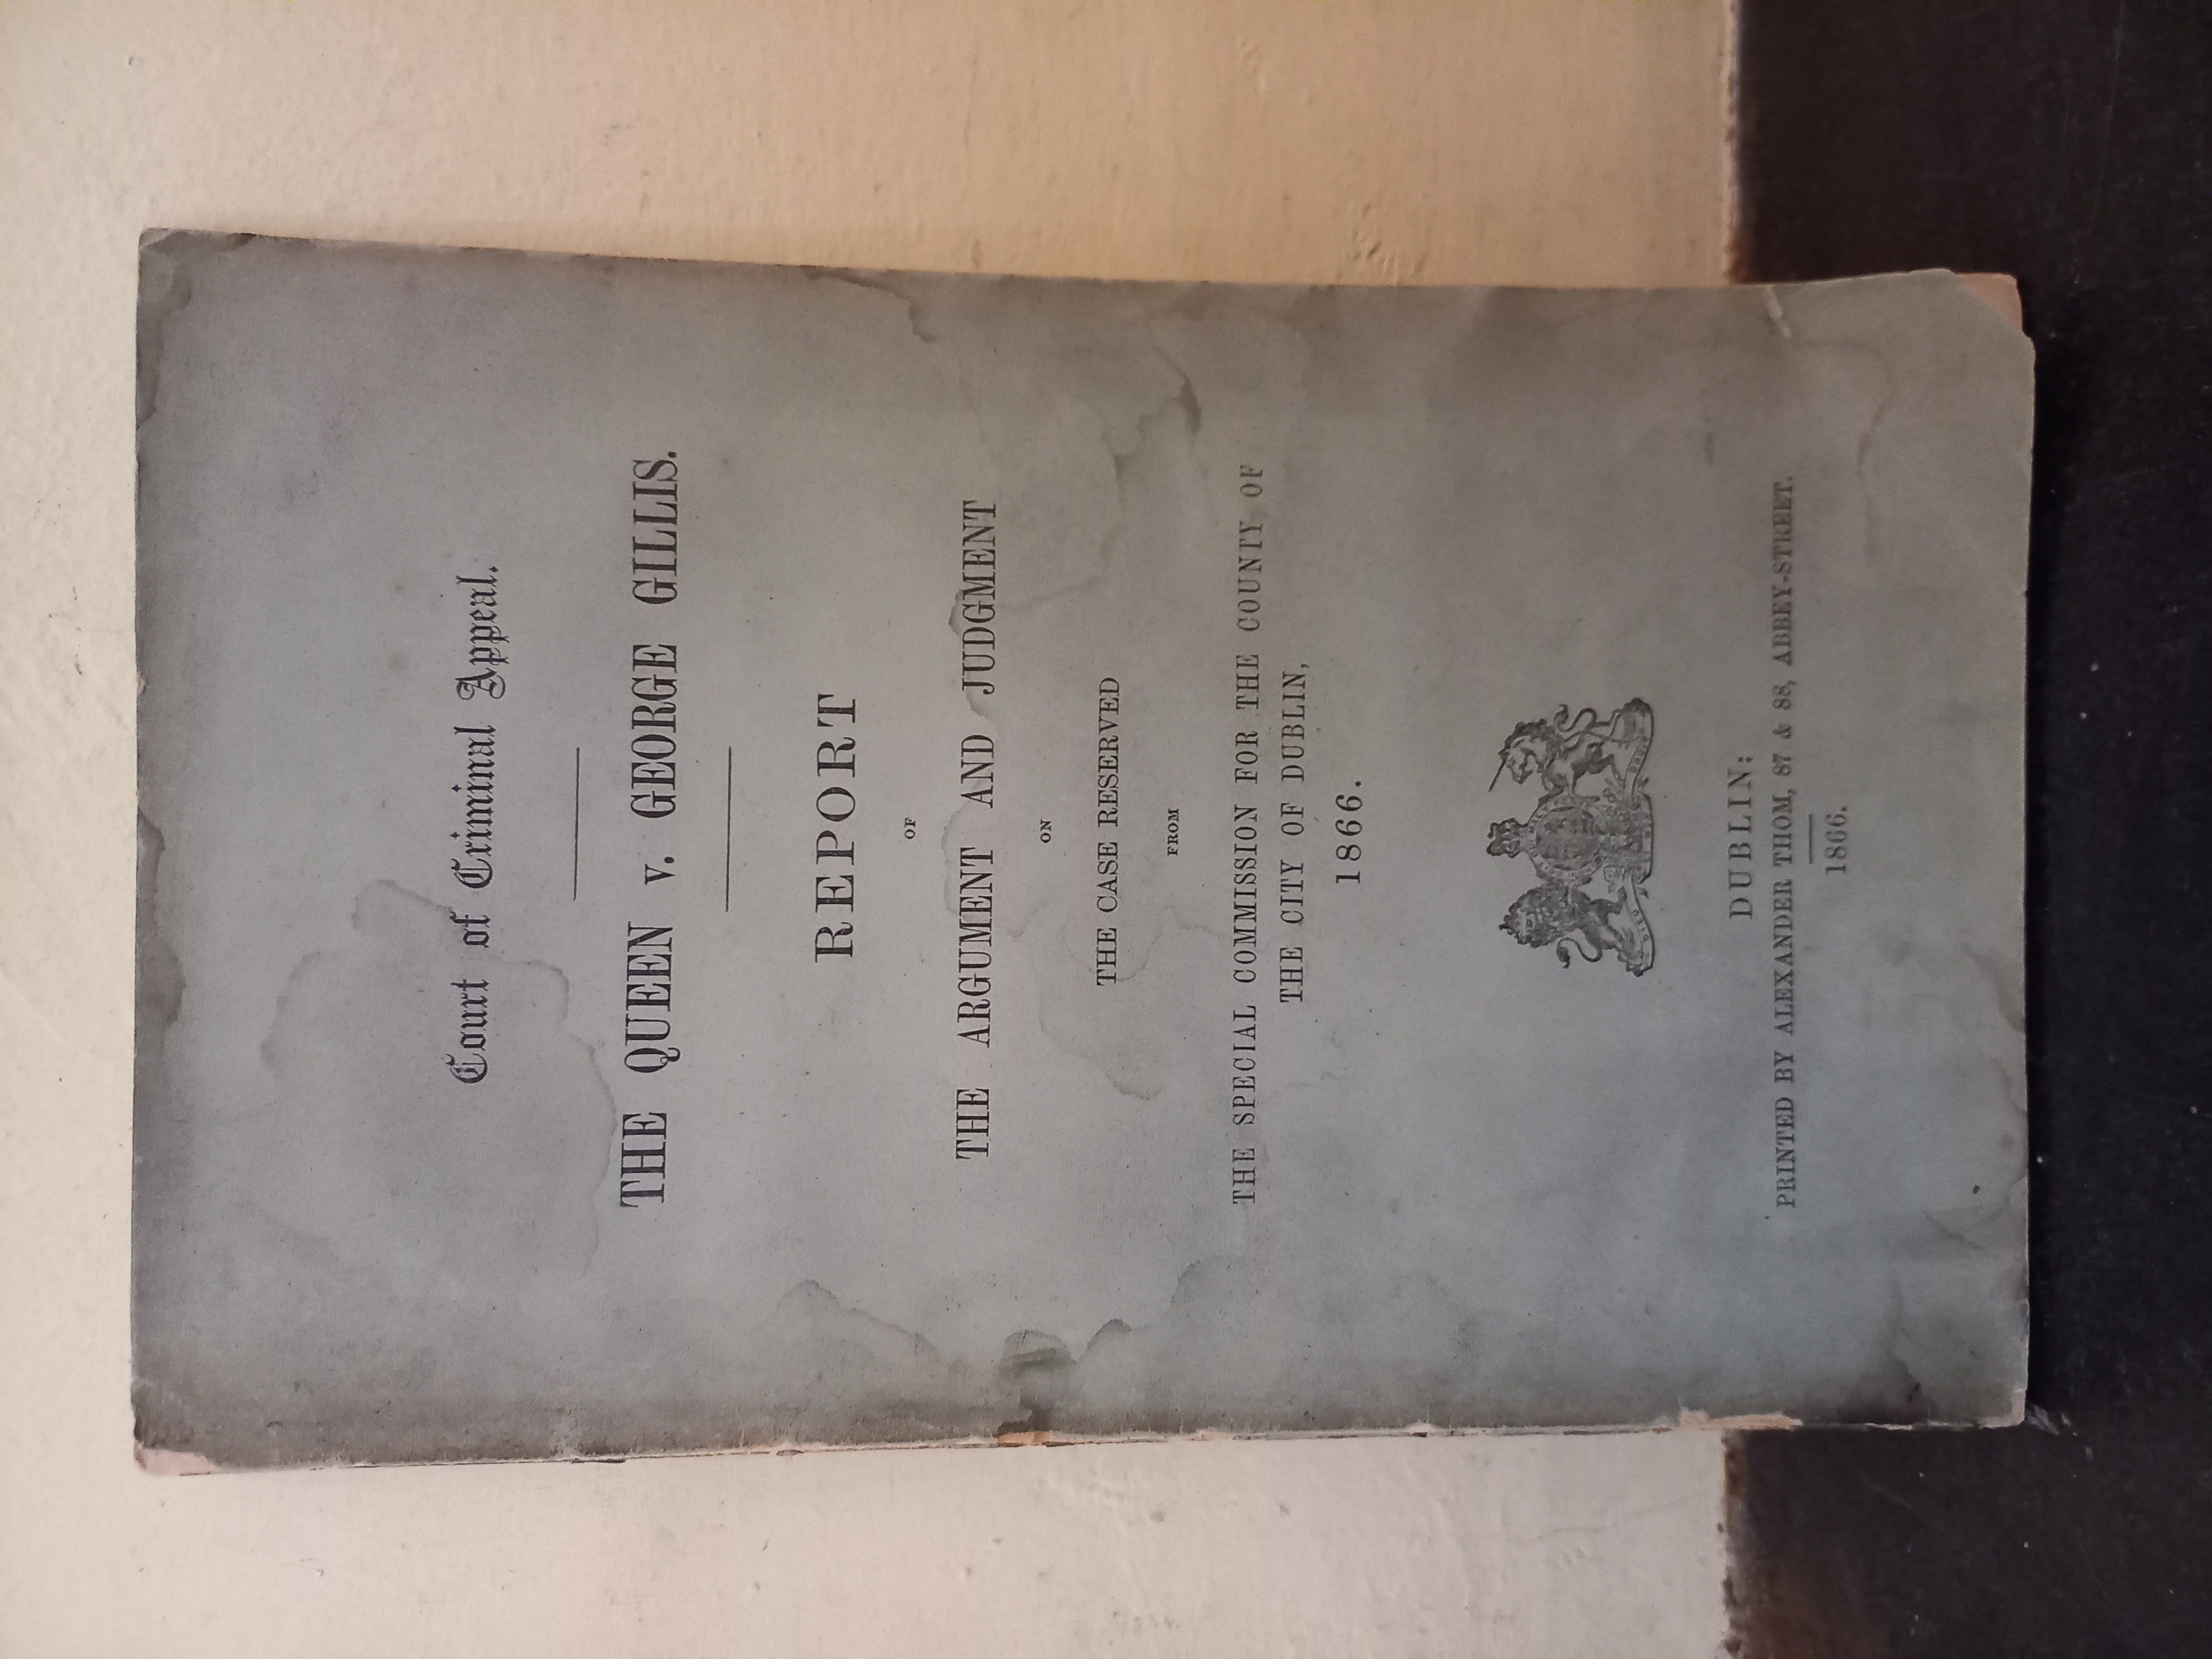 Court of Criminal Appeal.
THE QUEEN v. GEORGE GILLIS.
REPORT
OF
THE ARGUMENT AND JUDGMENT
ON
THE CASE RESERVED
FROM
THE SPECIAL COMMISSION FOR THE COUNTY OF
THE CITY OF DUBLIN,
1866.
DUBLIN:
PRINTED BY ALEXANDER THOM, 87 & 88, ABBEY-STREET.
1866.